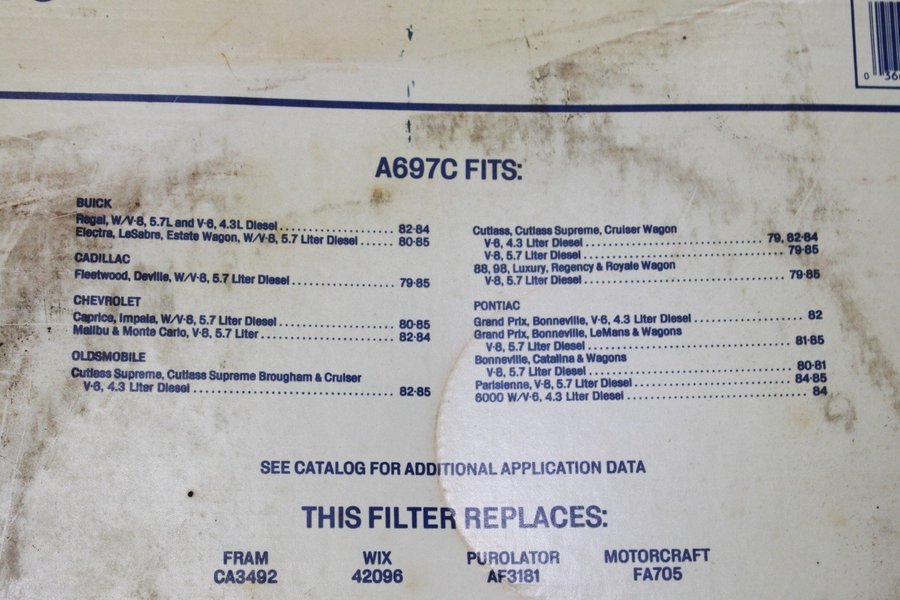 0 36
A697C FITS:
BUICK
Regal, W/V-8, 5.7L and V-6, 4.3L Diesel .......... 82-84
Electra, LeSabre, Estate Wagon, W/V-8, 5.7 Liter Diesel .......... 80-85
CADILLAC
Fleetwood, Deville, W/V-8, 5.7 Liter Diesel .......... 79-85
CHEVROLET
Caprice, Impala, W/V-8, 5.7 Liter Diesel .......... 80-85
Malibu & Monte Carlo, V-8, 5.7 Liter .......... 82-84
OLDSMOBILE
Cutlass Supreme, Cutlass Supreme Brougham & Cruiser
V-6, 4.3 Liter Diesel .......... 82-85
Cutlass, Cutlass Supreme, Cruiser Wagon
V-6, 4.3 Liter Diesel .......... 79, 82-84
V-8, 5.7 Liter Diesel .......... 79-85
88, 98, Luxury, Regency & Royale Wagon
V-8, 5.7 Liter Diesel .......... 79-85
PONTIAC
Grand Prix, Bonneville, V-6, 4.3 Liter Diesel .......... 82
Grand Prix, Bonneville, LeMans & Wagons
V-8, 5.7 Liter Diesel .......... 81-85
Bonneville, Catalina & Wagons
V-8, 5.7 Liter Diesel .......... 80-81
Parisienne, V-8, 5.7 Liter Diesel .......... 84-85
6000 W/V-6, 4.3 Liter Diesel .......... 84
SEE CATALOG FOR ADDITIONAL APPLICATION DATA
THIS FILTER REPLACES:
FRAM WIX PUROLATOR MOTORCRAFT
CA3492 42096 AF3181 FA705